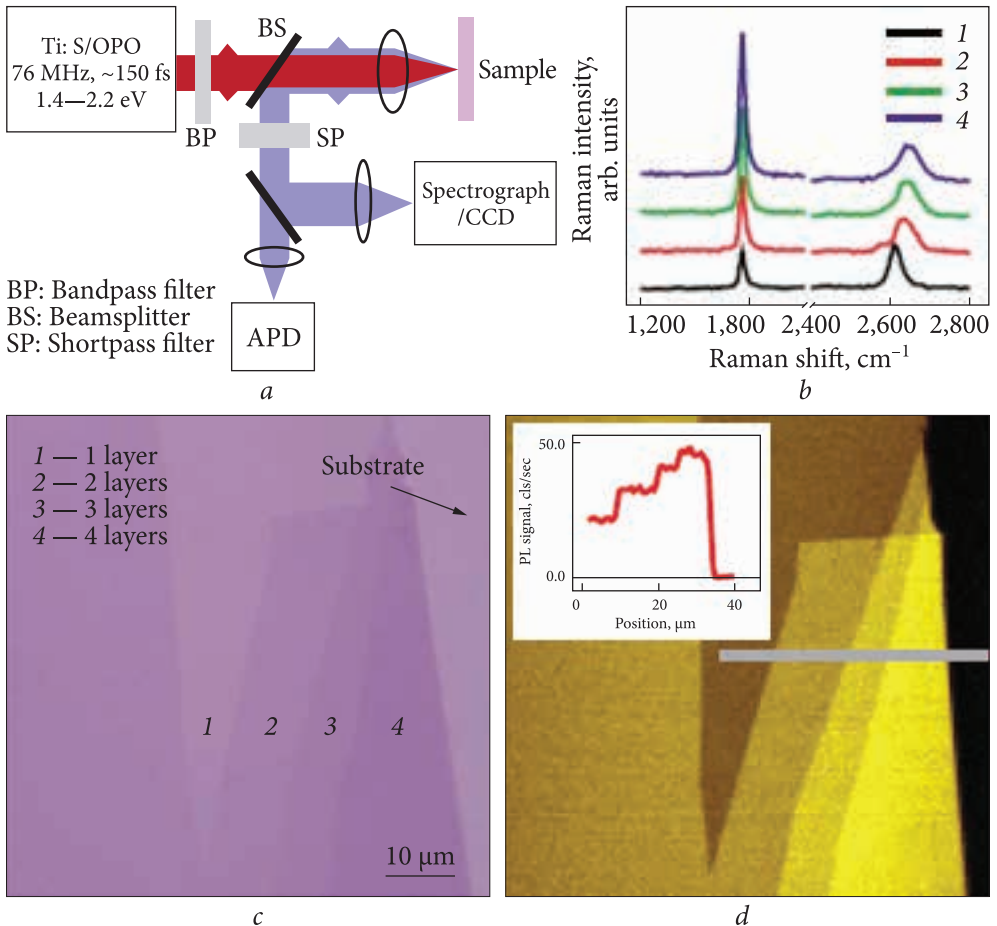 Ti: S/OPO
76 MHz, ~150 fs
1.4—2.2 eV
BS
Sample
BP
SP
Spectrograph
/CCD
BP: Bandpass filter
BS: Beamsplitter
SP: Shortpass filter
APD
a
Raman intensity,
arb. units
1
2
3
4
1,200
1,800
2,400
2,600
2,800
Raman shift, cm–1
b
1 — 1 layer
2 — 2 layers
3 — 3 layers
4 — 4 layers
Substrate
1
2
3
4
10 µm
c
PL signal, cls/sec
50.0
0.0
0
20
40
Position, µm
d